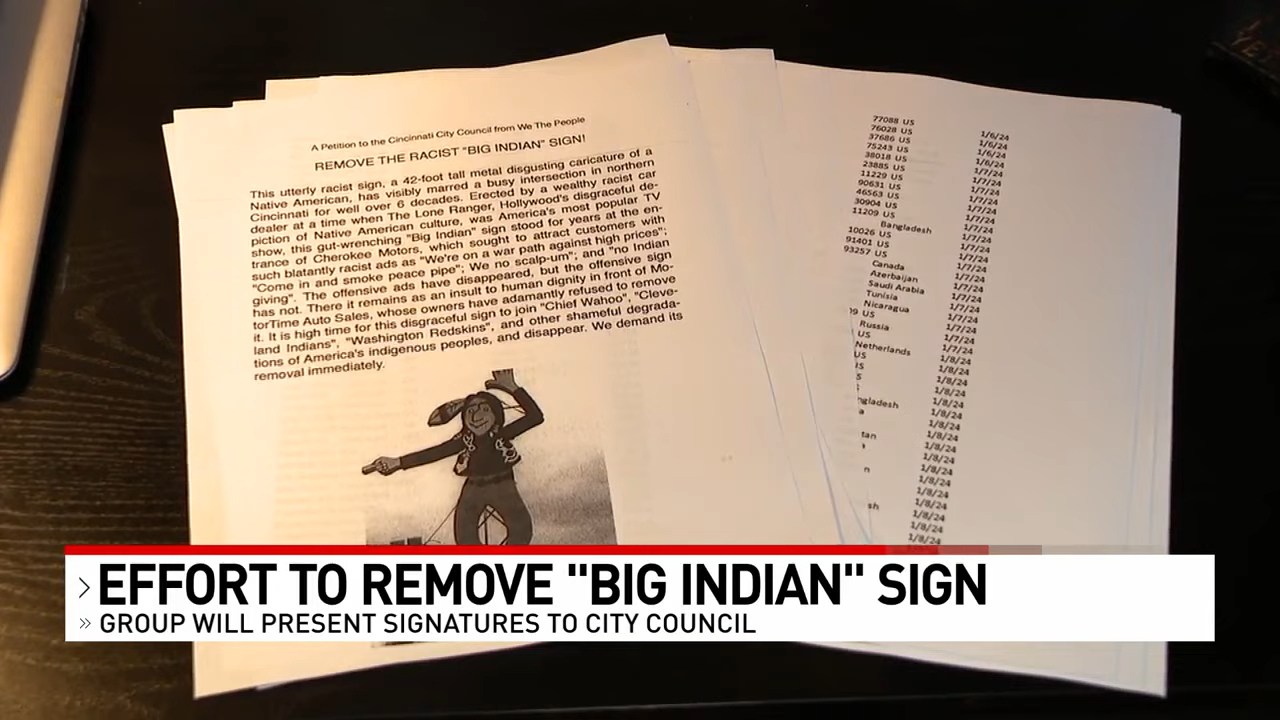 A Petition to the Cincinnati City Council from We The People
REMOVE THE RACIST "BIG INDIAN" SIGN!
This utterly racist sign, a 42-foot tall metal disgusting caricature of a
Native American, has visibly marred a busy intersection in northern
Cincinnati for well over 6 decades. Erected by a wealthy racist car
dealer at a time when The Lone Ranger, Hollywood's disgraceful de-
piction of Native American culture, was America's most popular TV
show, this gut-wrenching "Big Indian" sign stood for years at the en-
trance of Cherokee Motors, which sought to attract customers with
such blatantly racist ads as "We're on a war path against high prices";
"Come in and smoke peace pipe"; We no scalp-um"; and "no Indian
giving". The offensive ads have disappeared, but the offensive sign
has not. There it remains as an insult to human dignity in front of Mo-
torTime Auto Sales, whose owners have adamantly refused to remove
it. It is high time for this disgraceful sign to join "Chief Wahoo", "Cleve-
land Indians", "Washington Redskins", and other shameful degrada-
tions of America's indigenous peoples, and disappear. We demand its
removal immediately.
77088 US 1/6/24
76028 US 1/6/24
37686 US 1/6/24
75243 US 1/6/24
38018 US 1/7/24
23885 US 1/7/24
11229 US 1/7/24
90631 US 1/7/24
46563 US 1/7/24
30904 US 1/7/24
11209 US 1/7/24
Bangladesh 1/7/24
10026 US 1/7/24
91401 US 1/7/24
93257 US 1/7/24
Canada 1/7/24
Azerbaijan 1/7/24
Saudi Arabia 1/7/24
Tunisia 1/7/24
Nicaragua 1/7/24
US 1/7/24
Russia 1/7/24
US 1/7/24
Netherlands 1/8/24
US 1/8/24
1/8/24
1/8/24
1/8/24
1/8/24
1/8/24
1/8/24
1/8/24
1/8/24
1/8/24
1/8/24
1/8/24
EFFORT TO REMOVE "BIG INDIAN" SIGN
GROUP WILL PRESENT SIGNATURES TO CITY COUNCIL